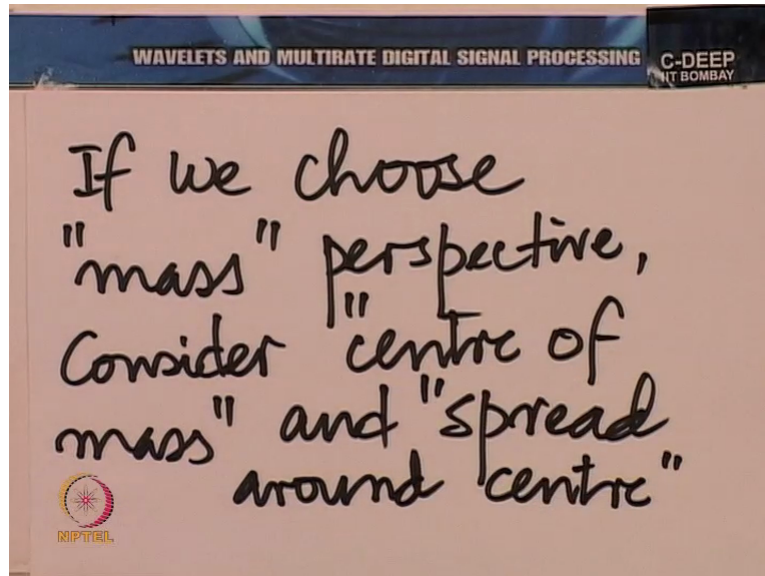 WAVELETS AND MULTIRATE DIGITAL SIGNAL PROCESSING
C-DEEP
IIT BOMBAY
If we choose
"mass" perspective,
Consider "centre of
mass" and "spread
around centre"
NPTEL